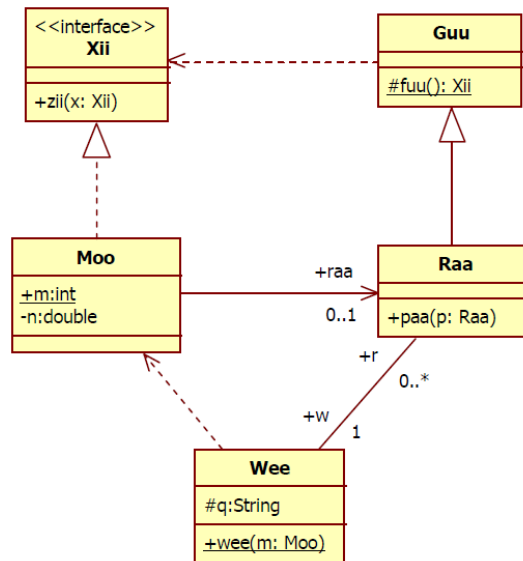 <<interface>>
Xii
+zii(x: Xii)
Guu
#fuu(): Xii
Moo
+m:int
-n:double
+raa
0..1
Raa
+paa(p: Raa)
+r
0..*
+w
1
Wee
#q:String
+wee(m: Moo)